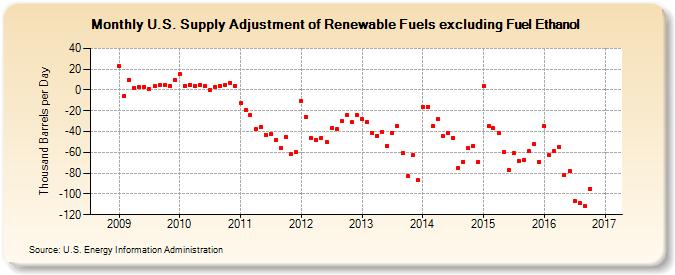 Monthly U.S. Supply Adjustment of Renewable Fuels excluding Fuel Ethanol
Thousand Barrels per Day
40
20
0
-20
-40
-60
-80
-100
-120
2009 2010 2011 2012 2013 2014 2015 2016 2017
Source: U.S. Energy Information Administration